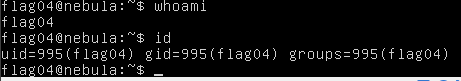 flag04@nebula:~$ whoami
flag04
flag04@nebula:~$ id
uid=995(flag04) gid=995(flag04) groups=995(flag04)
flag04@nebula:~$ _